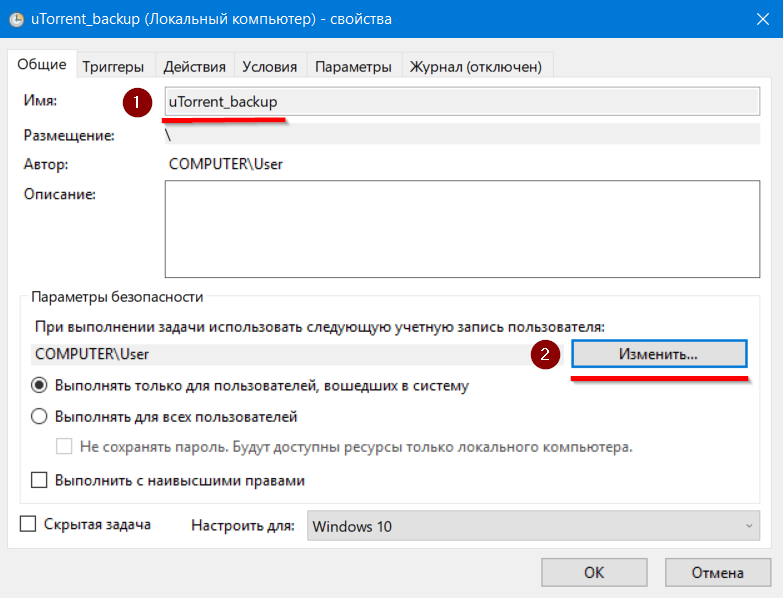 uTorrent_backup (Локальный компьютер) - свойства
Общие Триггеры Действия Условия Параметры Журнал (отключен)
Имя: 1 uTorrent_backup
Размещение: \
Автор: COMPUTER\User
Описание:
Параметры безопасности
При выполнении задачи использовать следующую учетную запись пользователя:
COMPUTER\User 2 Изменить...
Выполнять только для пользователей, вошедших в систему
Выполнять для всех пользователей
Не сохранять пароль. Будут доступны ресурсы только локального компьютера.
Выполнить с наивысшими правами
Скрытая задача Настроить для: Windows 10
ОК Отмена